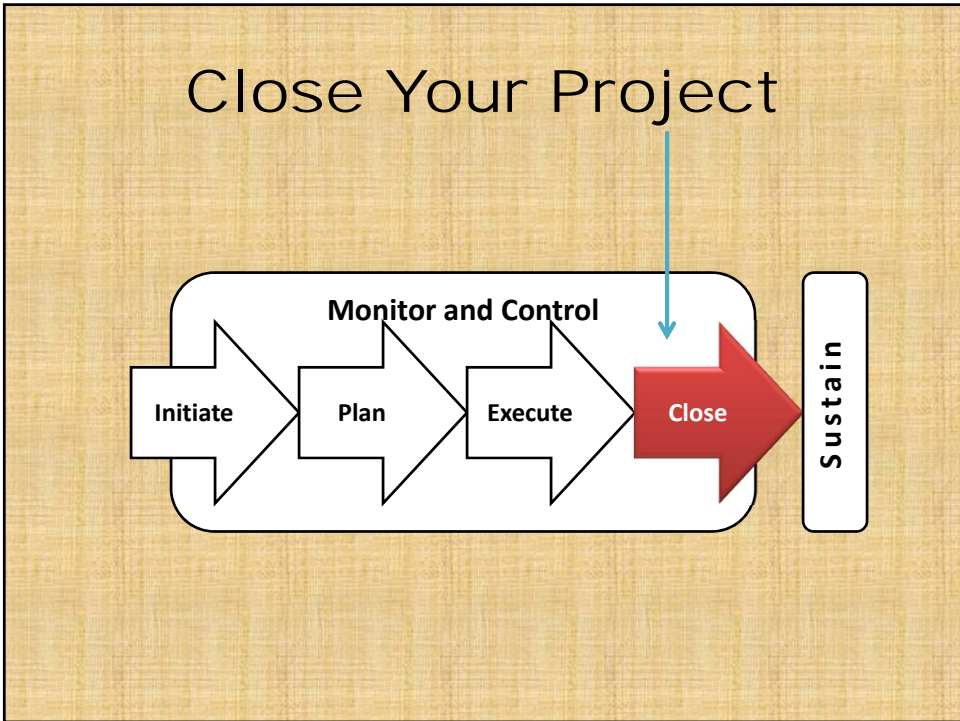 Close Your Project
Monitor and Control
Initiate
Plan
Execute
Close
Sustain